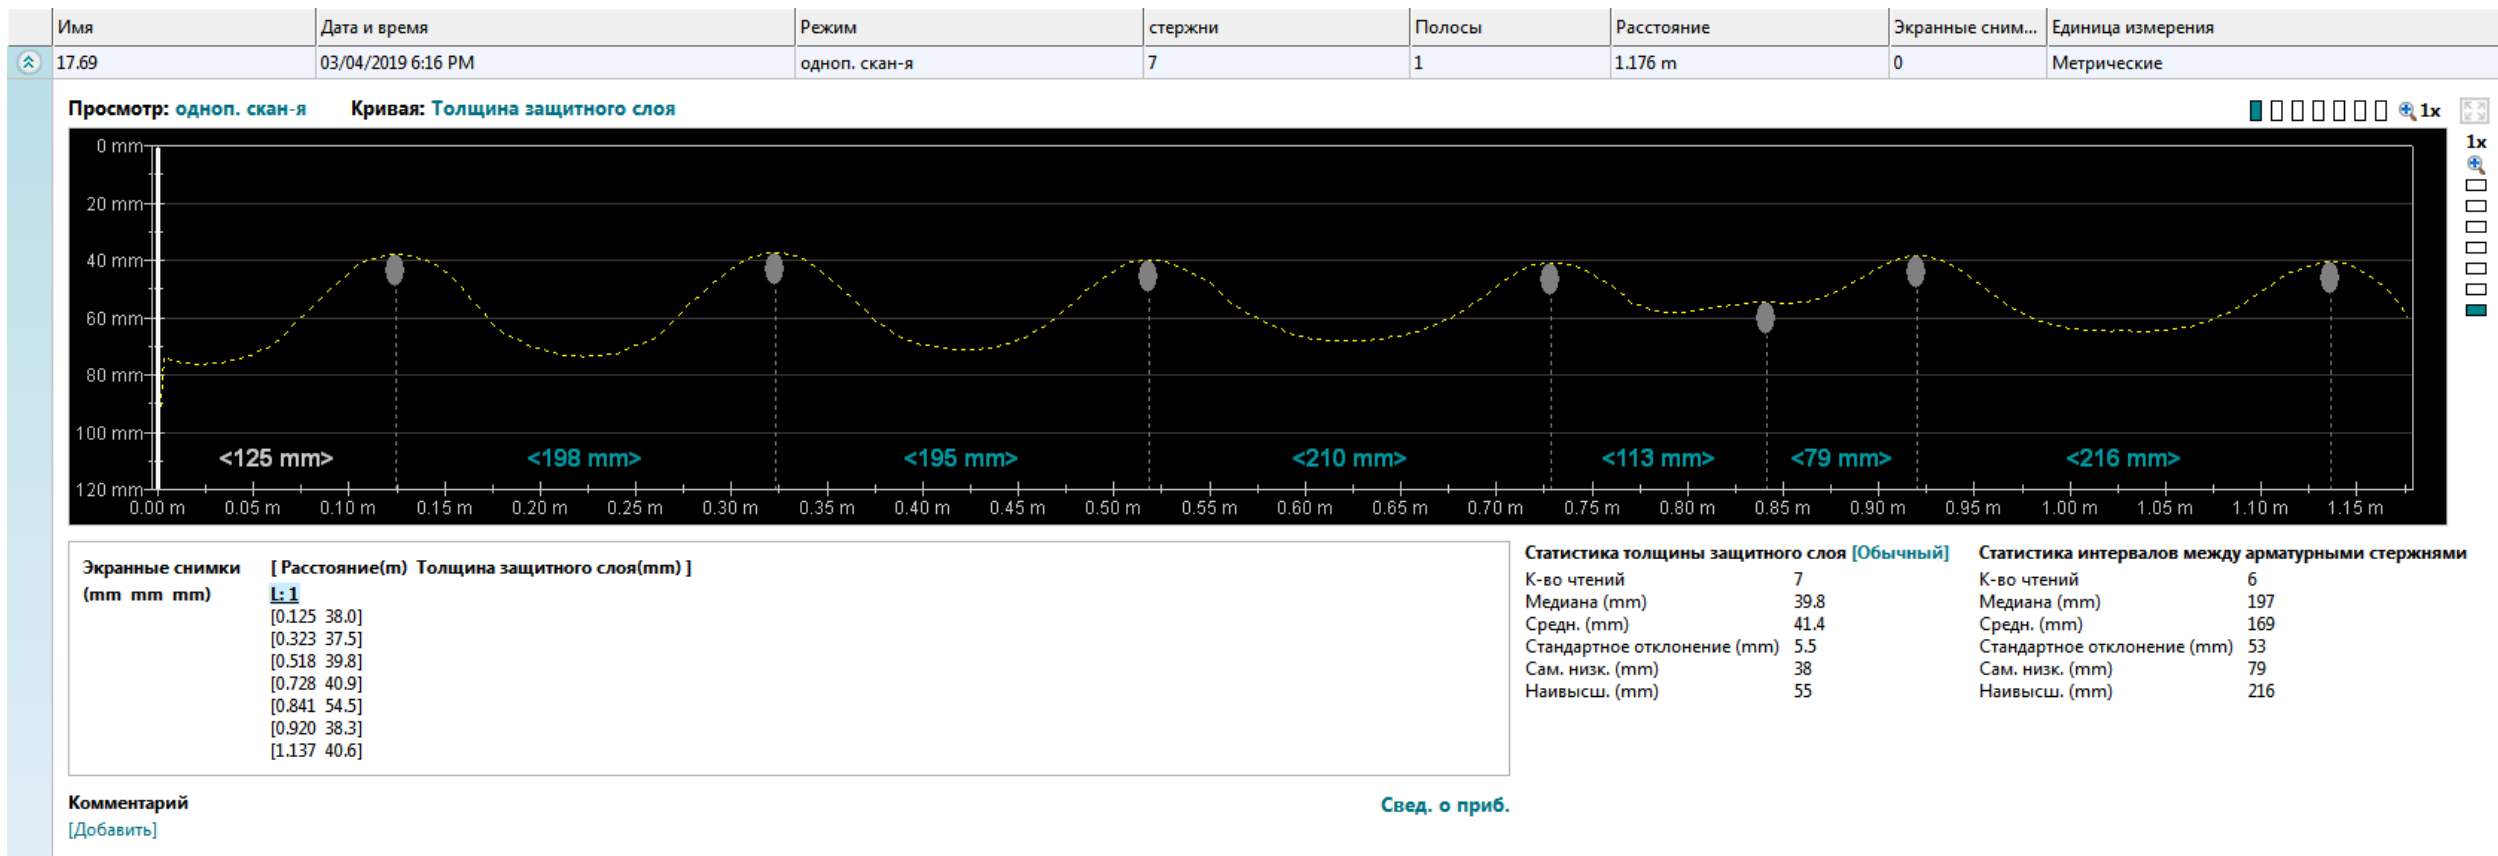 Имя Дата и время Режим стержни Полосы Расстояние Экранные сним... Единица измерения
17.69 03/04/2019 6:16 PM одноп. скан-я 7 1 1.176 m 0 Метрические
Просмотр: одноп. скан-я Кривая: Толщина защитного слоя 1x
1x
0 mm
20 mm
40 mm
60 mm
80 mm
100 mm
<125 mm> <198 mm> <195 mm> <210 mm> <113 mm> <79 mm> <216 mm>
120 mm
0.00 m 0.05 m 0.10 m 0.15 m 0.20 m 0.25 m 0.30 m 0.35 m 0.40 m 0.45 m 0.50 m 0.55 m 0.60 m 0.65 m 0.70 m 0.75 m 0.80 m 0.85 m 0.90 m 0.95 m 1.00 m 1.05 m 1.10 m 1.15 m
Экранные снимки [ Расстояние(m) Толщина защитного слоя(mm) ]
(mm mm mm) L: 1
[0.125 38.0]
[0.323 37.5]
[0.518 39.8]
[0.728 40.9]
[0.841 54.5]
[0.920 38.3]
[1.137 40.6]
Статистика толщины защитного слоя [Обычный]
К-во чтений 7
Медиана (mm) 39.8
Средн. (mm) 41.4
Стандартное отклонение (mm) 5.5
Сам. низк. (mm) 38
Наивысш. (mm) 55
Статистика интервалов между арматурными стержнями
К-во чтений 6
Медиана (mm) 197
Средн. (mm) 169
Стандартное отклонение (mm) 53
Сам. низк. (mm) 79
Наивысш. (mm) 216
Комментарий Свед. о приб.
[Добавить]